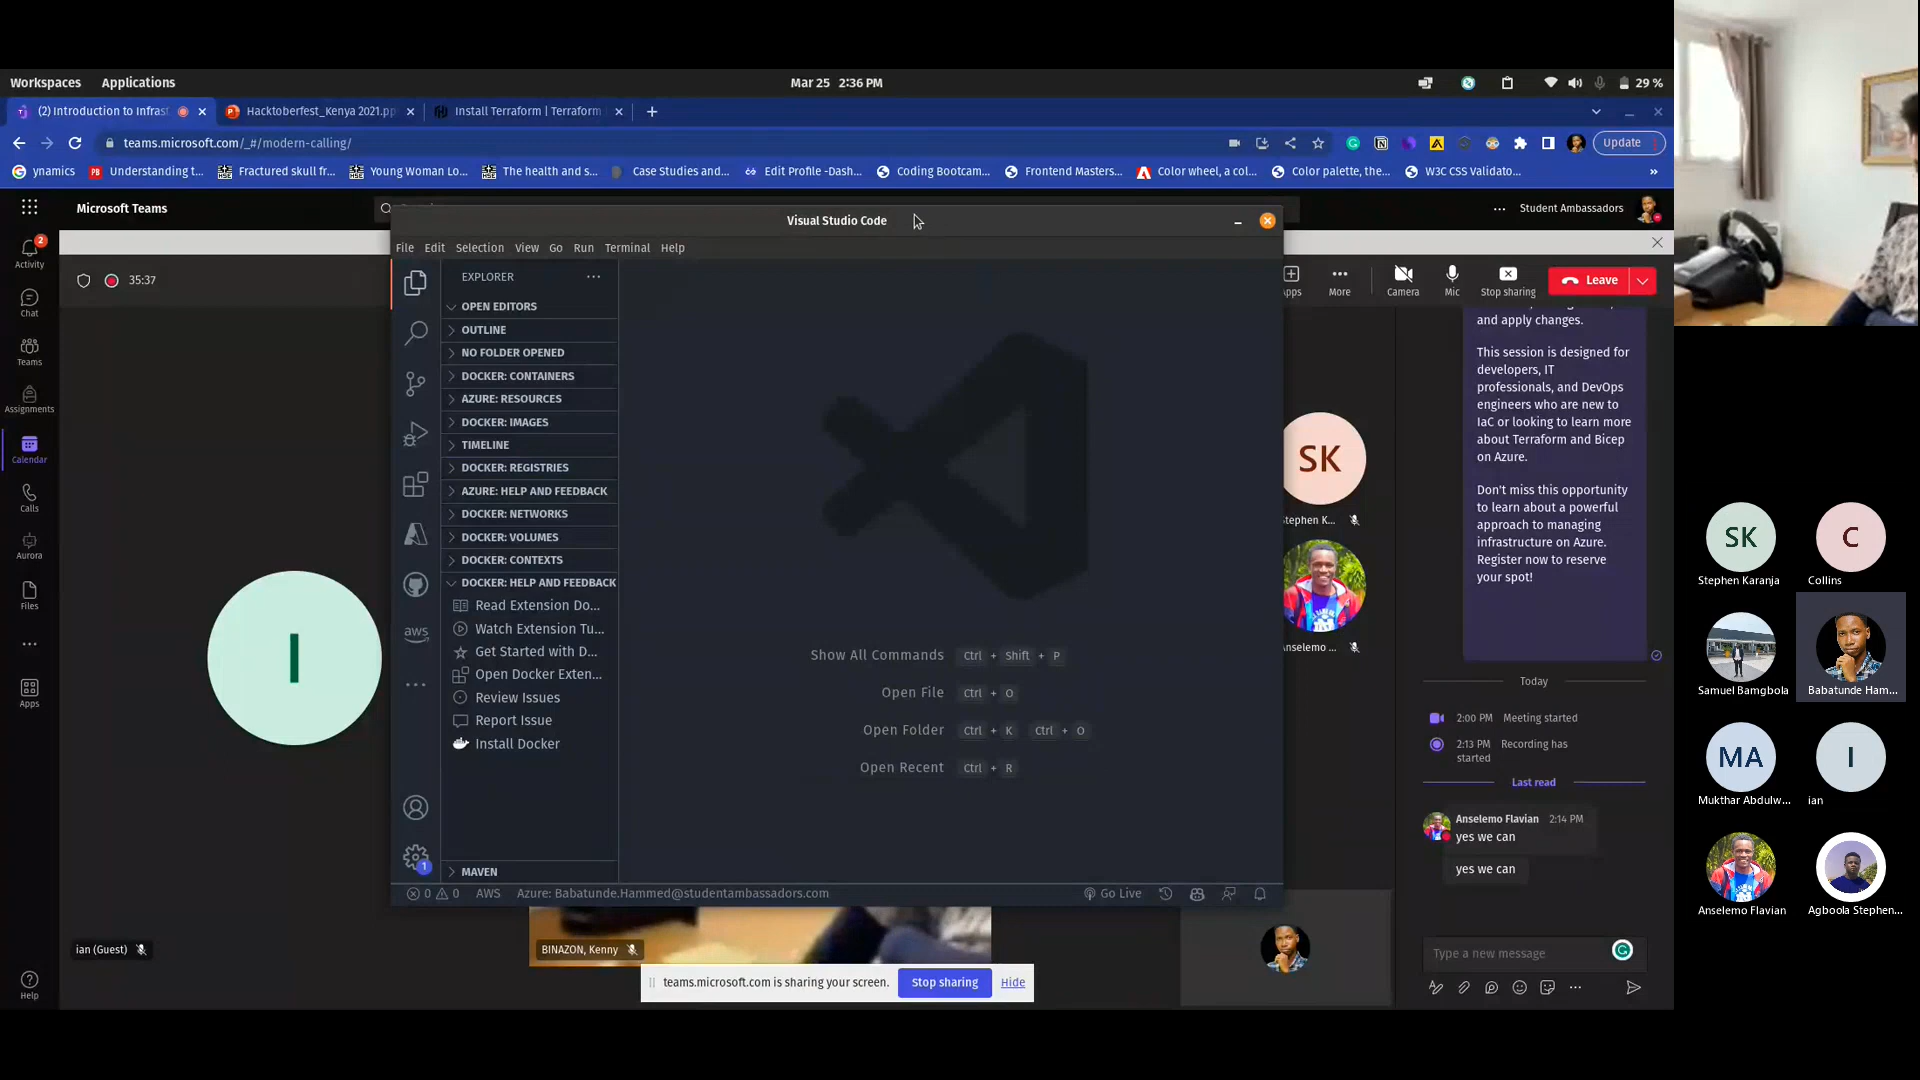 Workspaces Applications Mar 25 2:36 PM 29 %
(2) Introduction to Infras Hacktoberfest_Kenya 2021.pp Install Terraform | Terraform
teams.microsoft.com/_#/modern-calling/ Update
ynamics Understanding t... Fractured skull fr... Young Woman Lo... The health and s... Case Studies and... Edit Profile -Dash... Coding Bootcam... Frontend Masters... Color wheel, a col... Color palette, the... W3C CSS Validato... »
Microsoft Teams Student Ambassadors
Visual Studio Code
File Edit Selection View Go Run Terminal Help
Activity
Chat
Teams
Assignments
Calendar
Calls
Aurora
Files
Apps
Help
2
35:37
I
ian (Guest)
EXPLORER
OPEN EDITORS
OUTLINE
NO FOLDER OPENED
DOCKER: CONTAINERS
AZURE: RESOURCES
DOCKER: IMAGES
TIMELINE
DOCKER: REGISTRIES
AZURE: HELP AND FEEDBACK
DOCKER: NETWORKS
DOCKER: VOLUMES
DOCKER: CONTEXTS
DOCKER: HELP AND FEEDBACK
Read Extension Do...
Watch Extension Tu...
Get Started with D...
Open Docker Exten...
Review Issues
Report Issue
Install Docker
MAVEN
aws
1
Show All Commands Ctrl + Shift + P
Open File Ctrl + O
Open Folder Ctrl + K Ctrl + O
Open Recent Ctrl + R
0 0 AWS Azure: Babatunde.Hammed@studentambassadors.com Go Live
BINAZON, Kenny
teams.microsoft.com is sharing your screen. Stop sharing Hide
Apps More Camera Mic Stop sharing Leave
SK
tephen K...
Anselemo ...
and apply changes.
This session is designed for
developers, IT
professionals, and DevOps
engineers who are new to
IaC or looking to learn more
about Terraform and Bicep
on Azure.
Don't miss this opportunity
to learn about a powerful
approach to managing
infrastructure on Azure.
Register now to reserve
your spot!
Today
2:00 PM Meeting started
2:13 PM Recording has
started
Last read
Anselemo Flavian 2:14 PM
yes we can
yes we can
Type a new message
SK C
Stephen Karanja Collins
Samuel Bamgbola Babatunde Ham...
MA I
Mukthar Abdulw... ian
Anselemo Flavian Agboola Stephen...